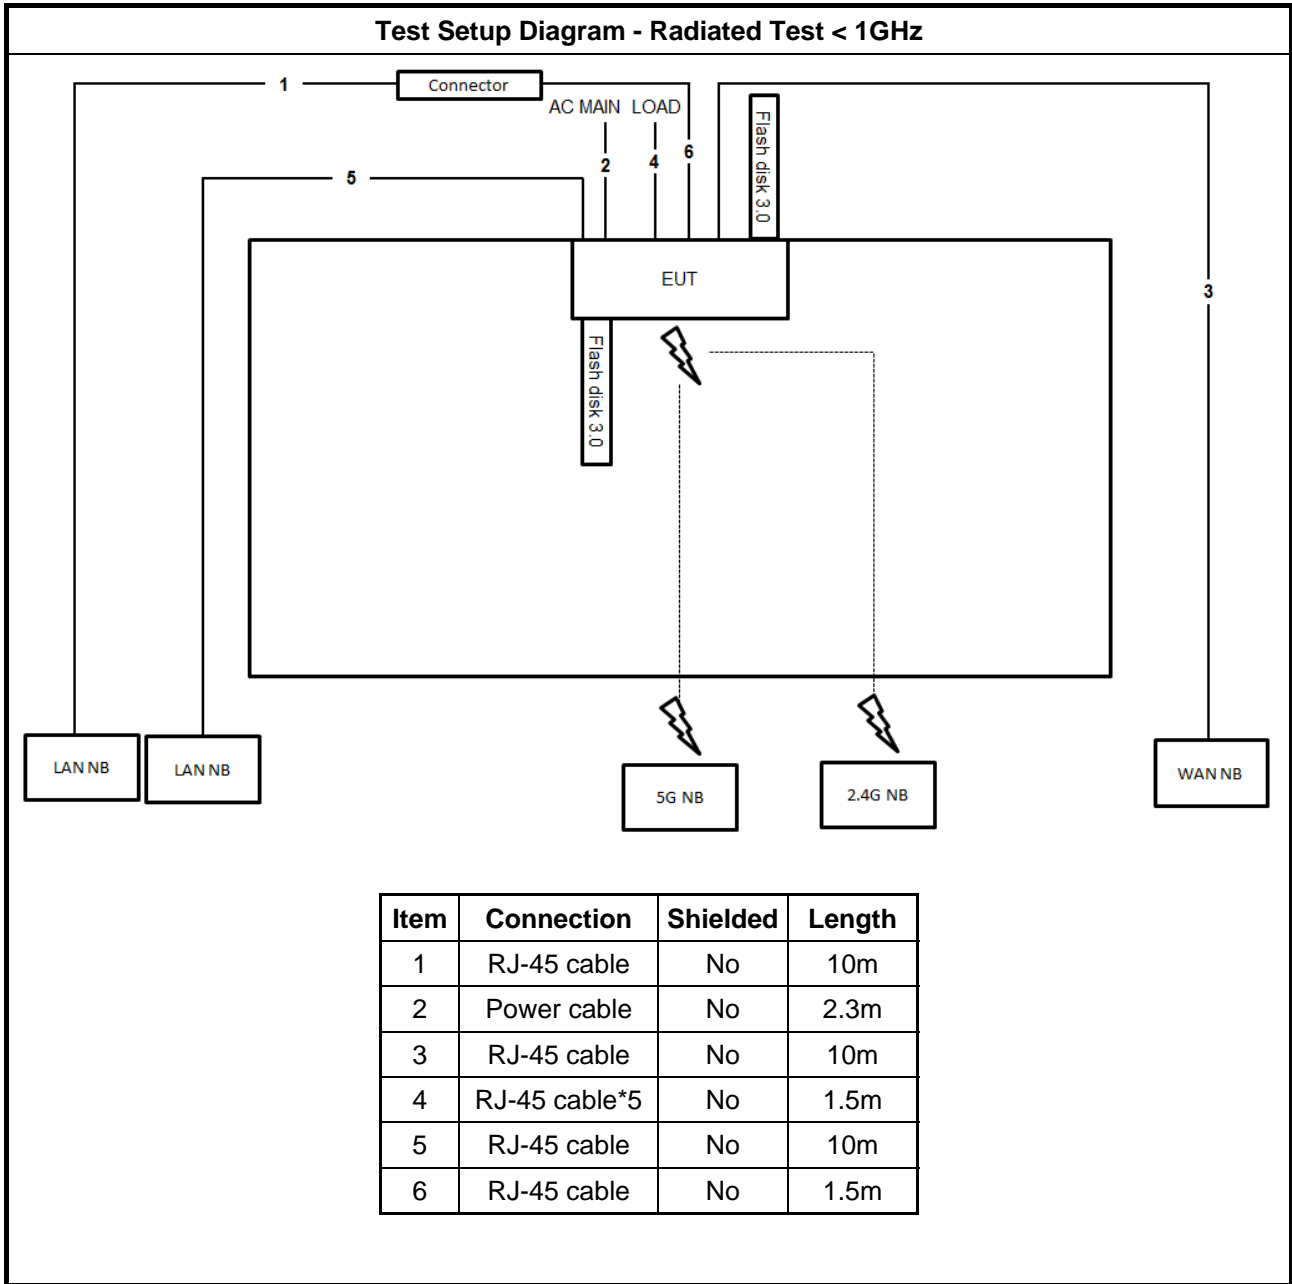 Test Setup Diagram - Radiated Test < 1GHz
1
Connector
AC MAIN LOAD
2
4
6
Flash disk 3.0
5
EUT
3
Flash disk 3.0
LAN NB
LAN NB
5G NB
2.4G NB
WAN NB
Item Connection Shielded Length
1 RJ-45 cable No 10m
2 Power cable No 2.3m
3 RJ-45 cable No 10m
4 RJ-45 cable*5 No 1.5m
5 RJ-45 cable No 10m
6 RJ-45 cable No 1.5m